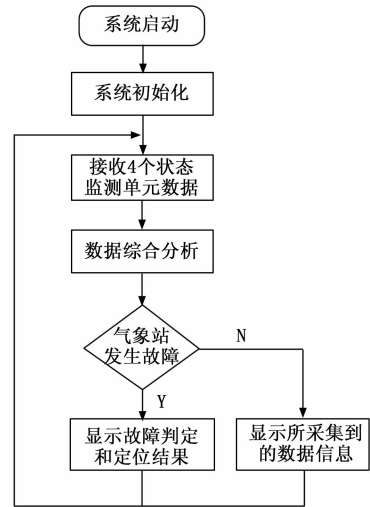 系统启动
系统初始化
接收4个状态
监测单元数据
数据综合分析
气象站
发生故障
N
Y
显示故障判定
和定位结果
显示所采集到
的数据信息